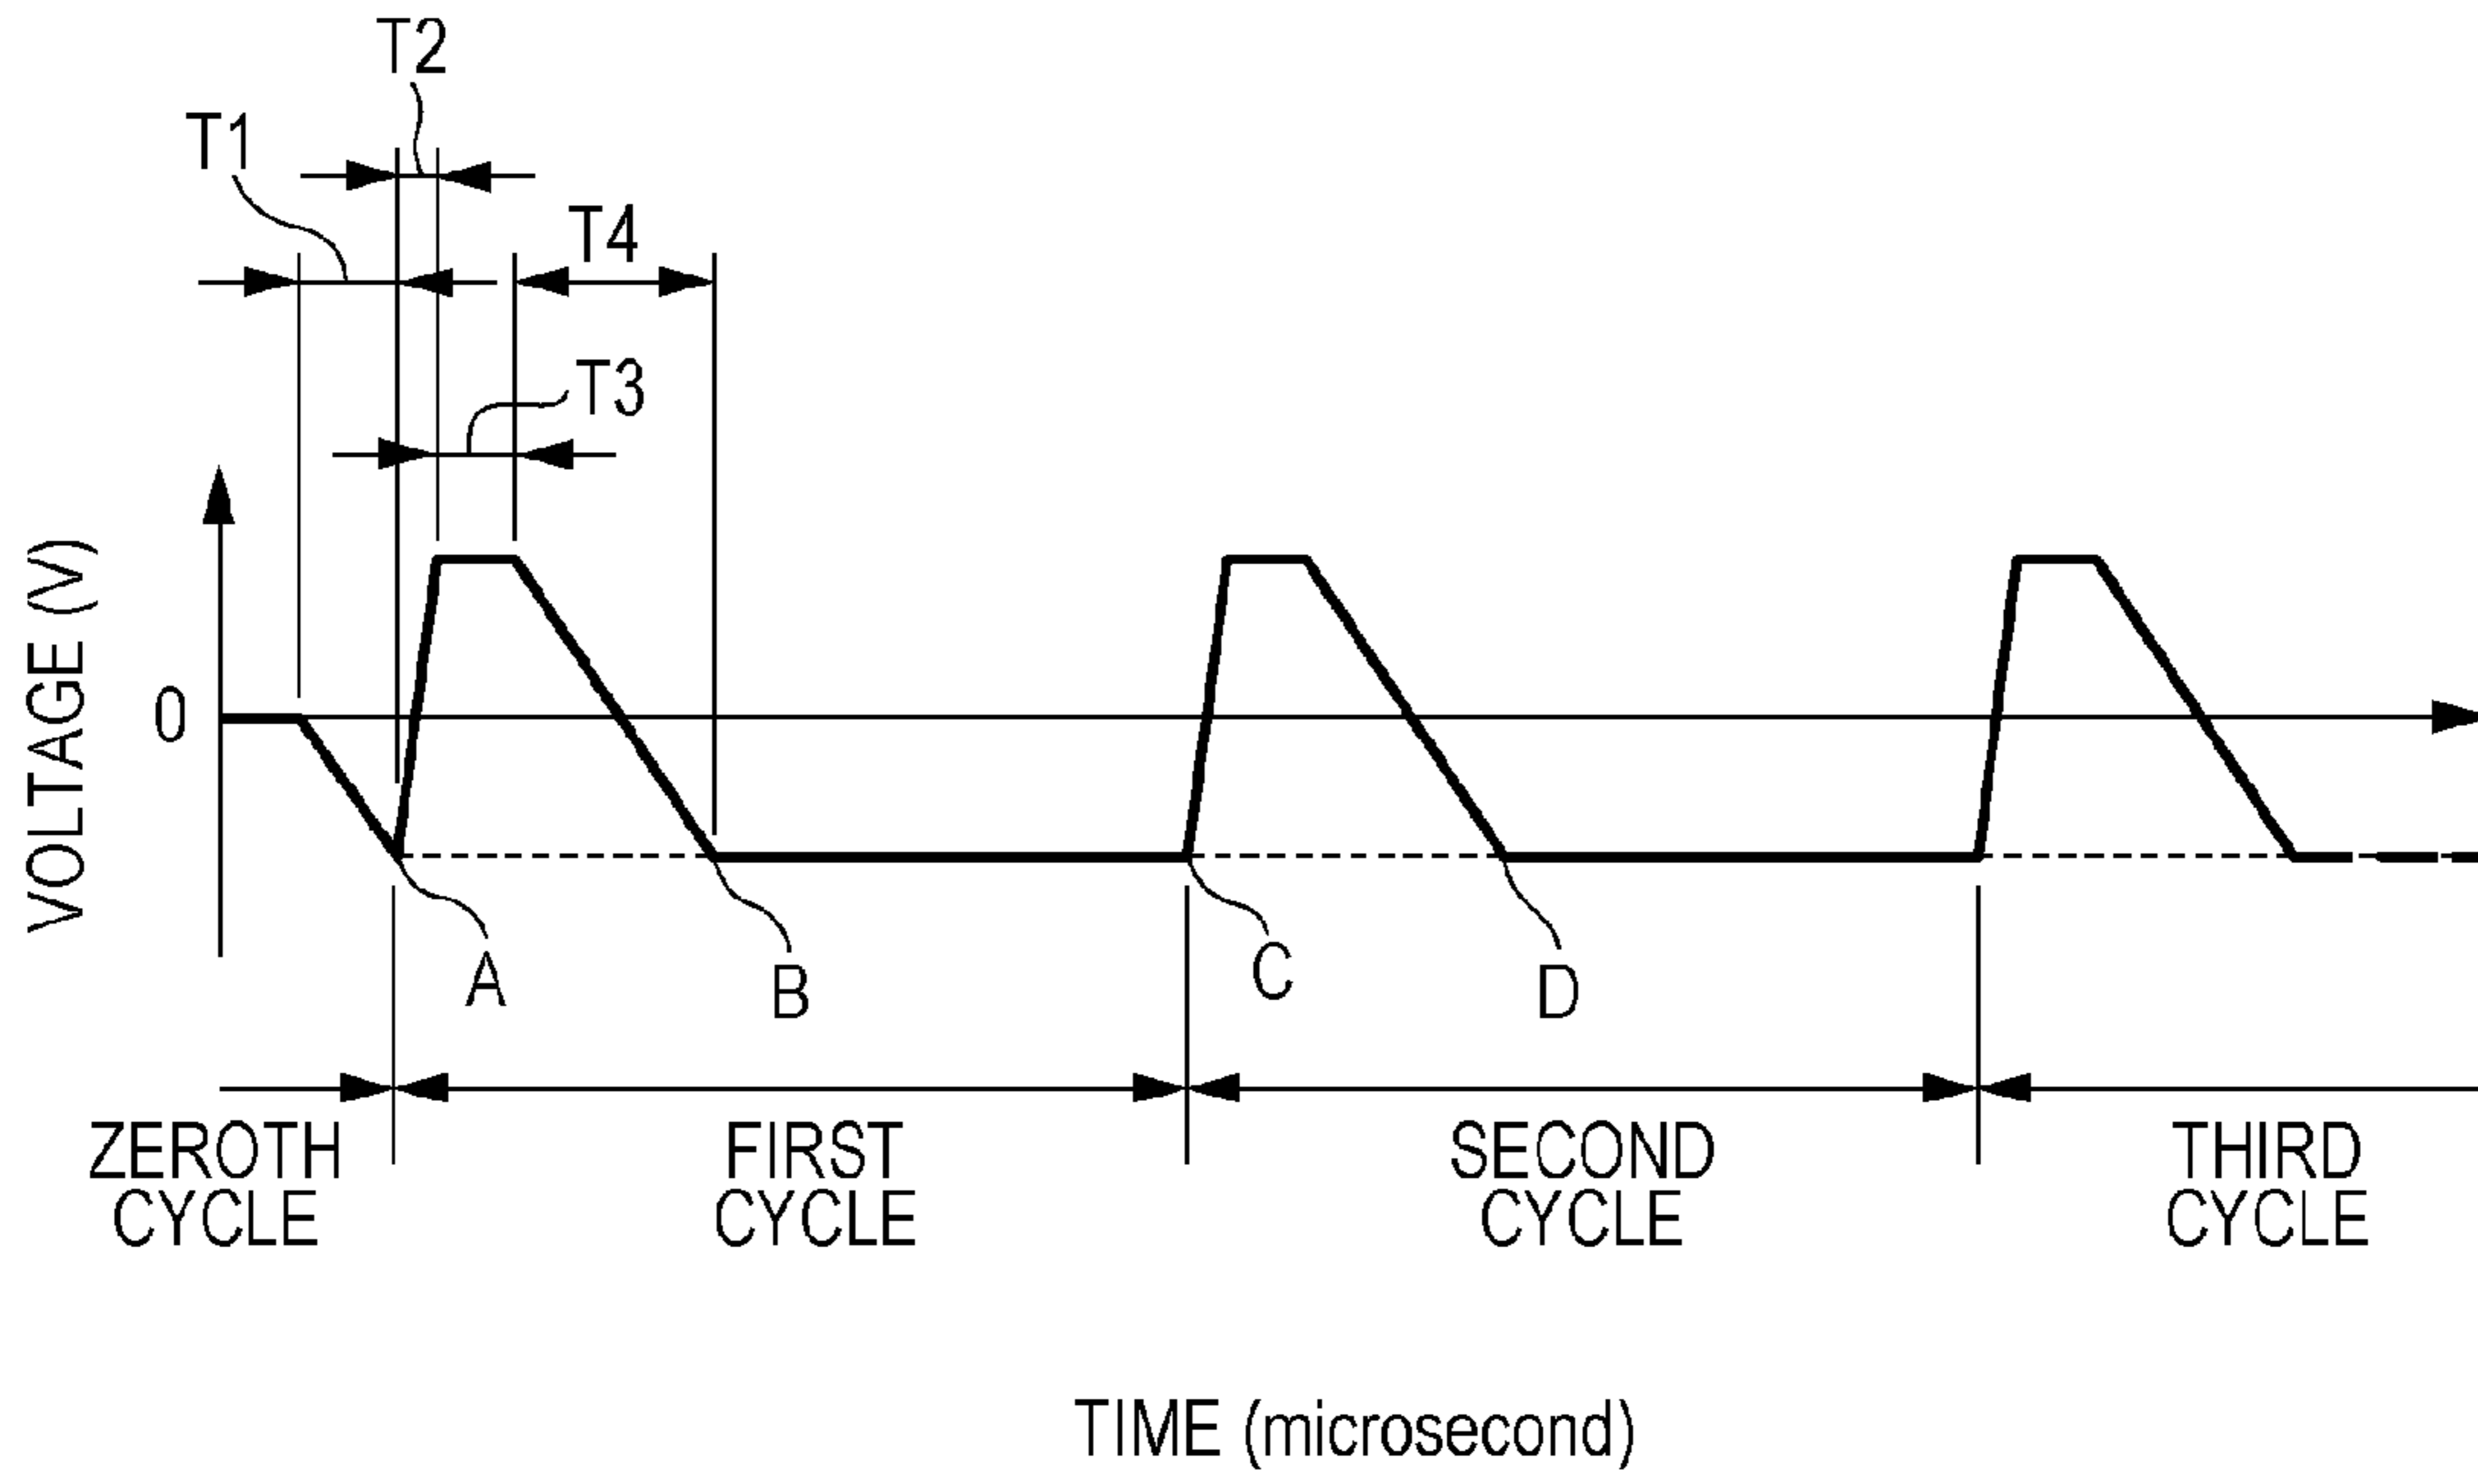 T2
T1
T4
T3
VOLTAGE (V)
0
A
B
C
D
ZEROTH
CYCLE
FIRST
CYCLE
SECOND
CYCLE
THIRD
CYCLE
TIME (microsecond)